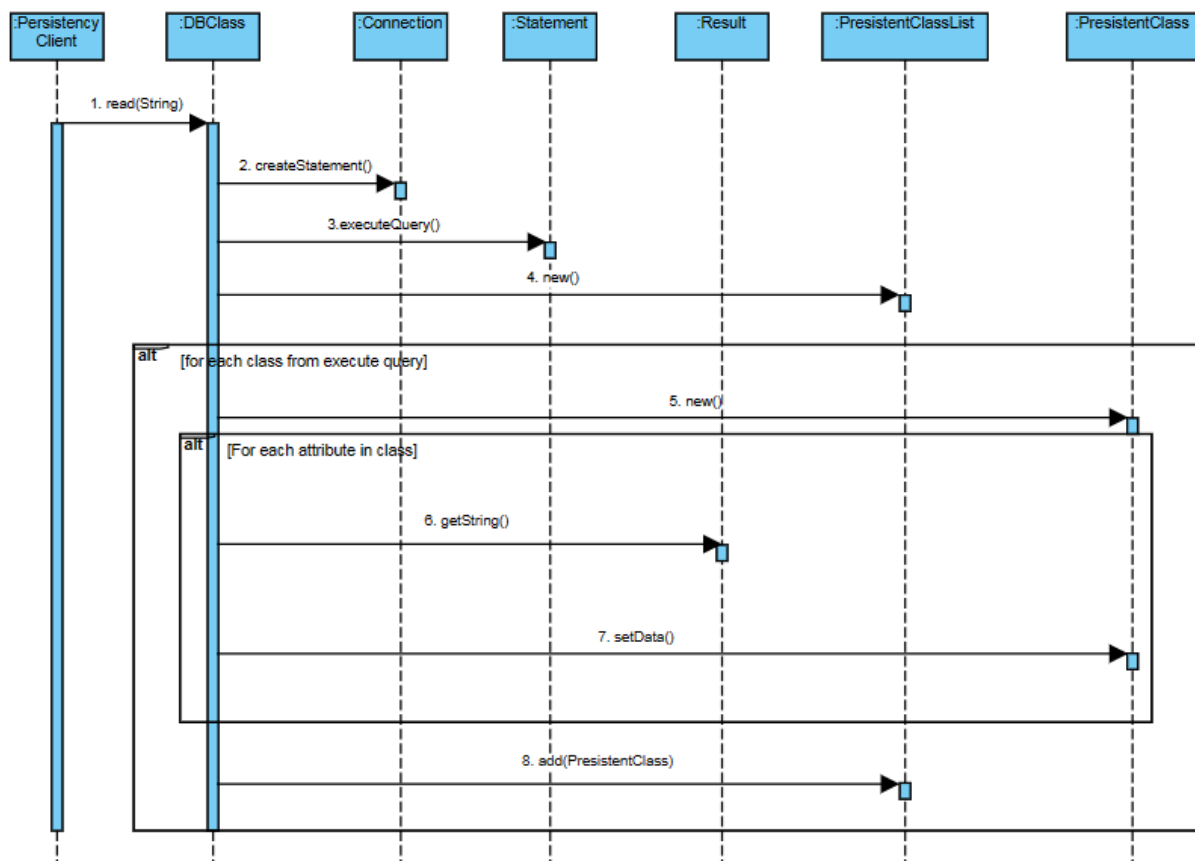 :Persistency
Client
:DBClass
:Connection
:Statement
:Result
:PresistentClassList
:PresistentClass
1. read(String)
2. createStatement()
3.executeQuery()
4. new()
alt
[for each class from execute query]
5. new()
alt
[For each attribute in class]
6. getString()
7. setData()
8. add(PresistentClass)